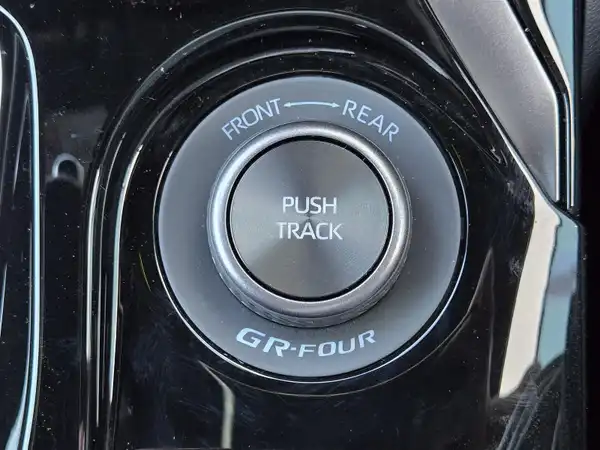 FRONT ⟷ REAR
PUSH
TRACK
GR-FOUR